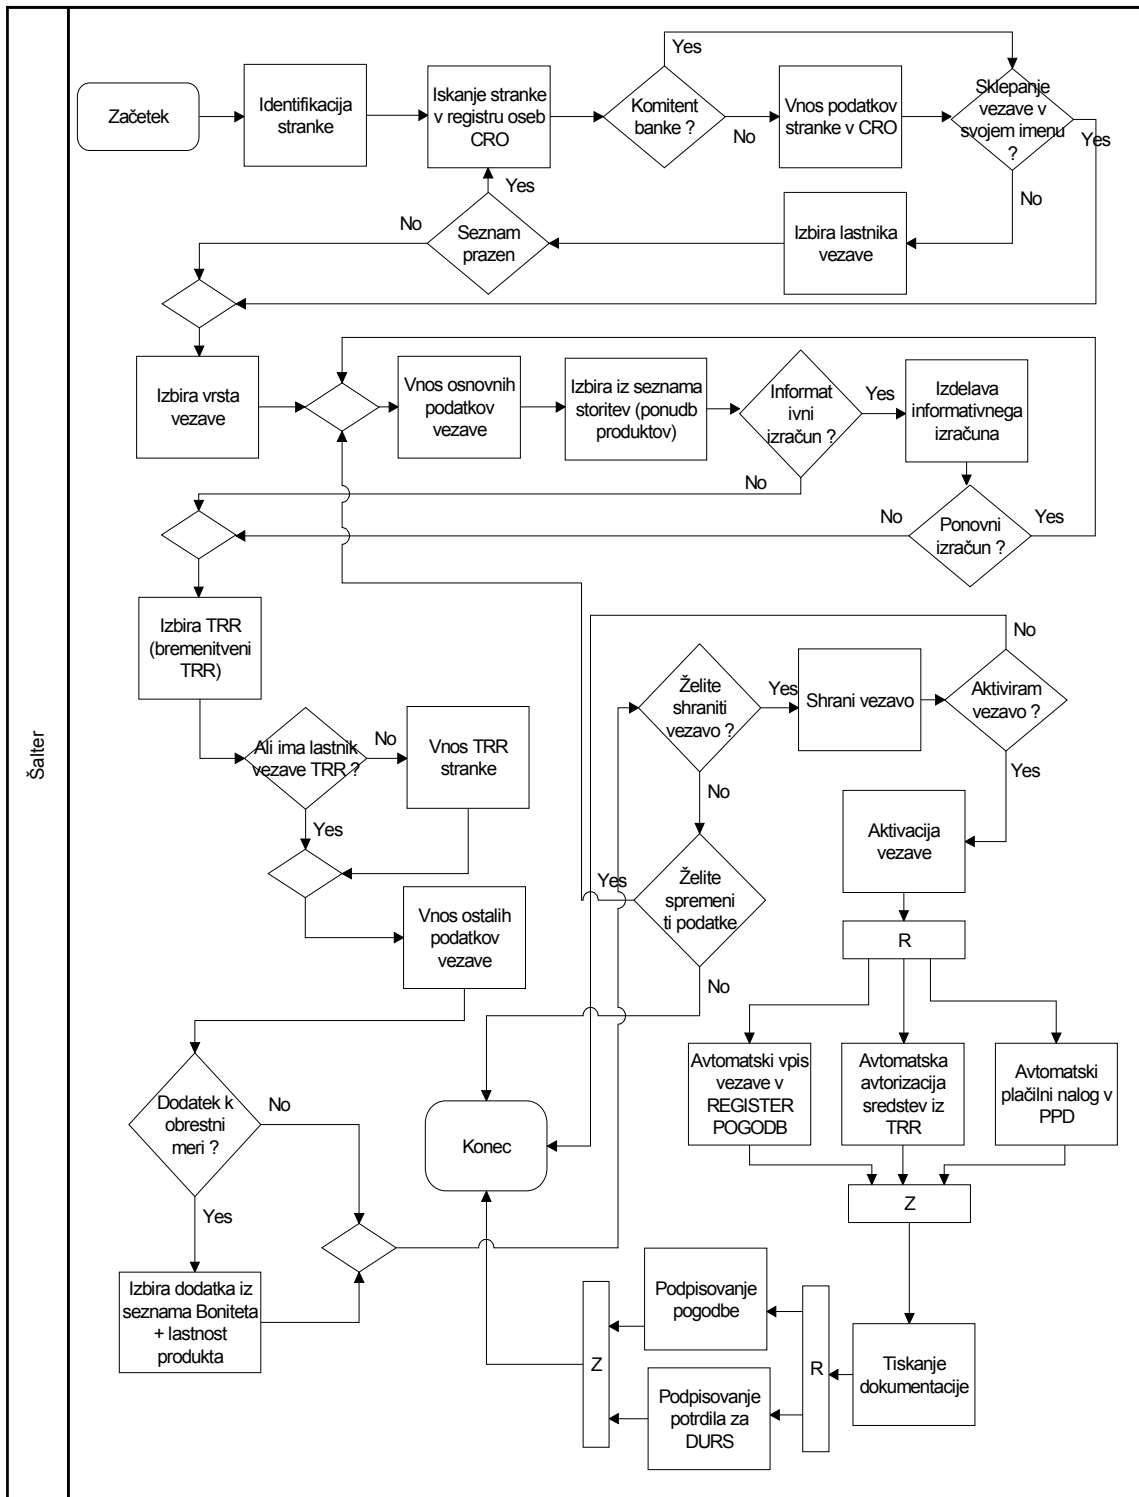 Šalter
Začetek
Identifikacija
stranke
Iskanje stranke
v registru oseb
CRO
Komitent
banke ?
Yes
No
Vnos podatkov
stranke v CRO
Sklepanje
vezave v
svojem imenu
?
Yes
No
Izbira lastnika
vezave
Seznam
prazen
Yes
No
Izbira vrsta
vezave
Vnos osnovnih
podatkov
vezave
Izbira iz seznama
storitev (ponudb
produktov)
Informat
ivni
izračun ?
Yes
No
Izdelava
informativnega
izračuna
Ponovni
izračun ?
No
Yes
Izbira TRR
(bremenitveni
TRR)
Ali ima lastnik
vezave TRR ?
No
Yes
Vnos TRR
stranke
Vnos ostalih
podatkov
vezave
Dodatek k
obrestni
meri ?
No
Yes
Izbira dodatka iz
seznama Boniteta
+ lastnost
produkta
Želite
shraniti
vezavo ?
Yes
No
Shrani vezavo
Aktiviram
vezavo ?
No
Yes
Želite
spremeni
ti podatke
Yes
No
Aktivacija
vezave
R
Avtomatski vpis
vezave v
REGISTER
POGODB
Avtomatska
avtorizacija
sredstev iz
TRR
Avtomatski
plačilni nalog v
PPD
Z
Tiskanje
dokumentacije
R
Podpisovanje
pogodbe
Podpisovanje
potrdila za
DURS
Z
Konec